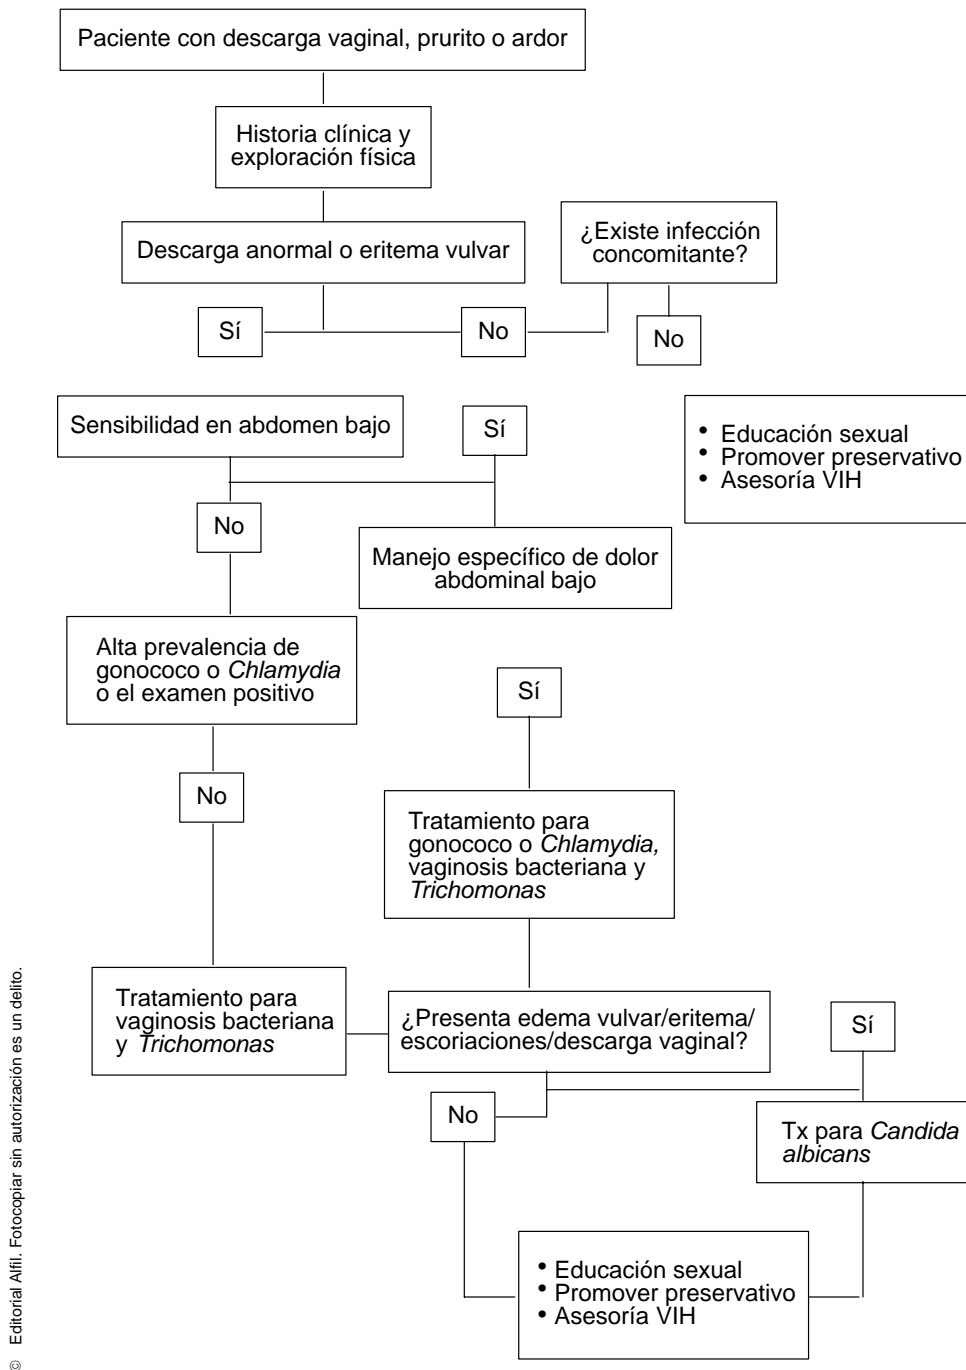 Paciente con descarga vaginal, prurito o ardor
Historia clínica y
exploración física
Descarga anormal o eritema vulvar
¿Existe infección
concomitante?
Sí
No
No
Sensibilidad en abdomen bajo
Sí
• Educación sexual
• Promover preservativo
• Asesoría VIH
No
Manejo específico de dolor
abdominal bajo
Alta prevalencia de
gonococo o Chlamydia
o el examen positivo
Sí
No
Tratamiento para
gonococo o Chlamydia,
vaginosis bacteriana y
Trichomonas
Tratamiento para
vaginosis bacteriana
y Trichomonas
¿Presenta edema vulvar/eritema/
escoriaciones/descarga vaginal?
Sí
No
Tx para Candida
albicans
• Educación sexual
• Promover preservativo
• Asesoría VIH
© Editorial Alfil. Fotocopiar sin autorización es un delito.